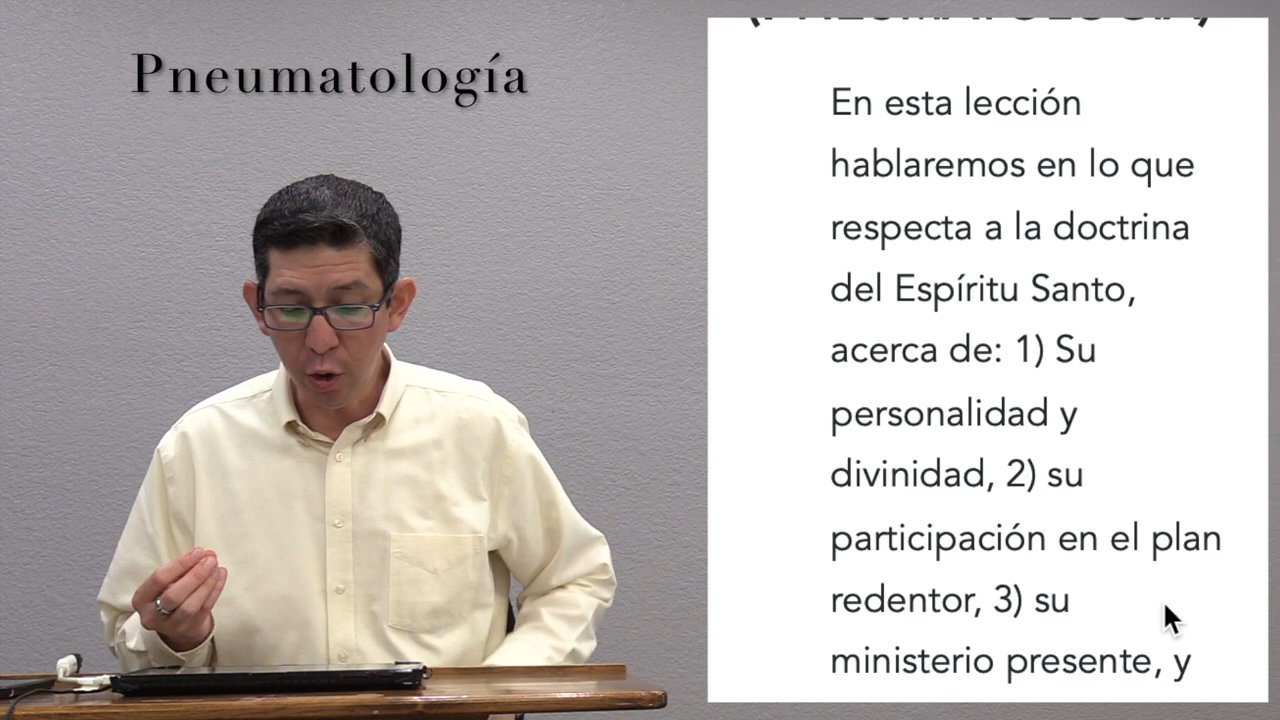 Pneumatología
(PNEUMATOLOGÍA)
En esta lección
hablaremos en lo que
respecta a la doctrina
del Espíritu Santo,
acerca de: 1) Su
personalidad y
divinidad, 2) su
participación en el plan
redentor, 3) su
ministerio presente, y